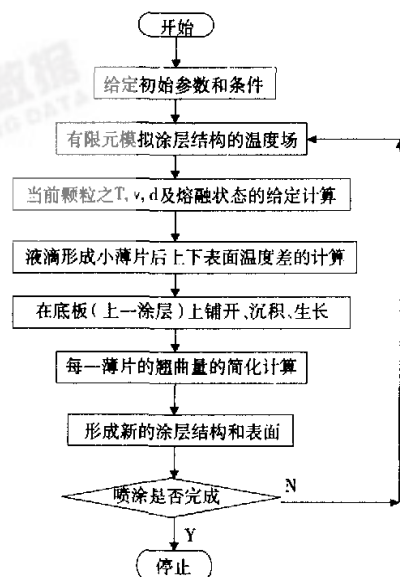 开始
给定初始参数和条件
有限元模拟涂层结构的温度场
当前颗粒之T,v,d及熔融状态的给定计算
液滴形成小薄片后上下表面温度差的计算
在底板(上一涂层)上铺开、沉积、生长
每一薄片的翘曲量的简化计算
形成新的涂层结构和表面
喷涂是否完成
N
Y
停止